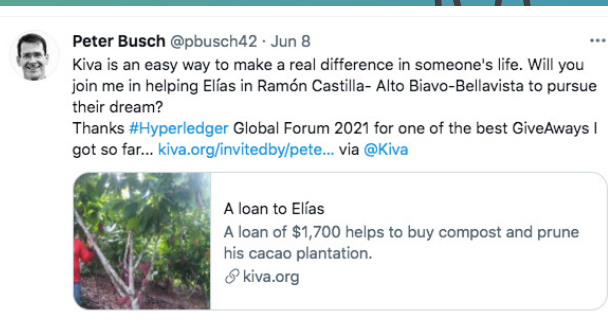 Peter Busch @pbusch42 · Jun 8
Kiva is an easy way to make a real difference in someone's life. Will you
join me in helping Elías in Ramón Castilla- Alto Biavo-Bellavista to pursue
their dream?
Thanks #Hyperledger Global Forum 2021 for one of the best GiveAways I
got so far... kiva.org/invitedby/pete... via @Kiva
A loan to Elías
A loan of $1,700 helps to buy compost and prune
his cacao plantation.
kiva.org